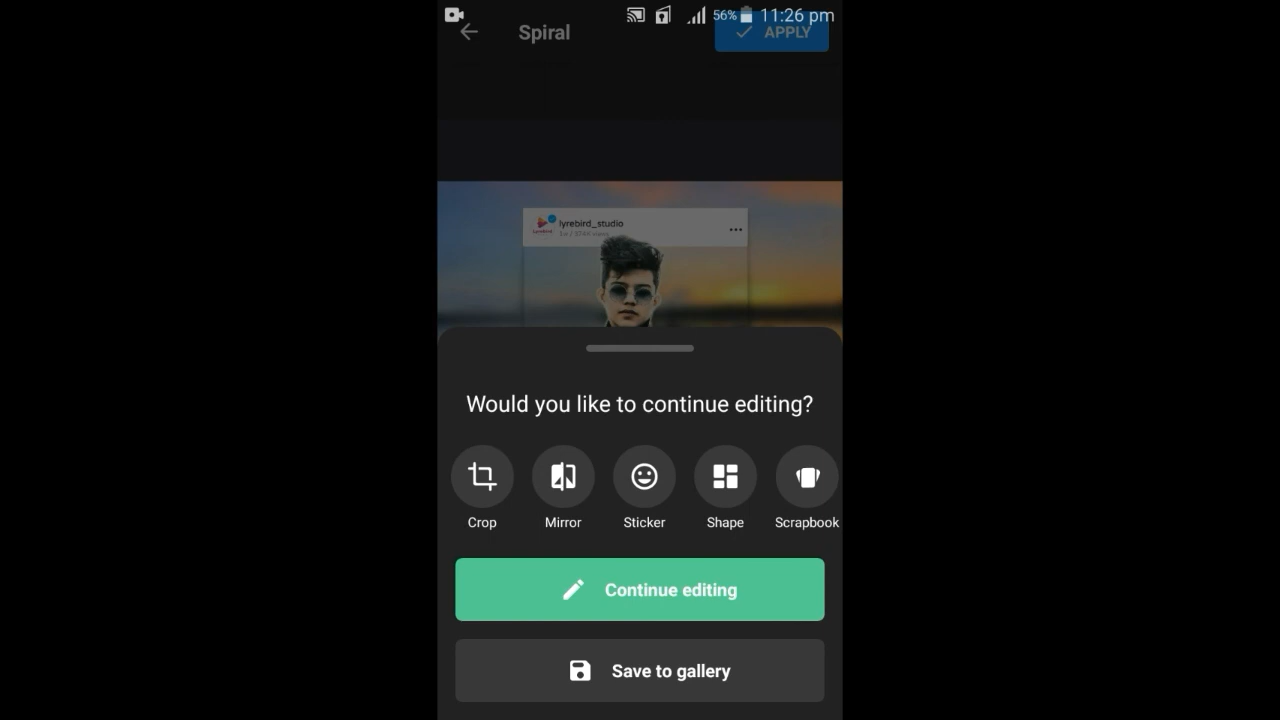 56% 11:26 pm
Spiral
APPLY
lyrebird_studio
Would you like to continue editing?
Crop
Mirror
Sticker
Shape
Scrapbook
Continue editing
Save to gallery